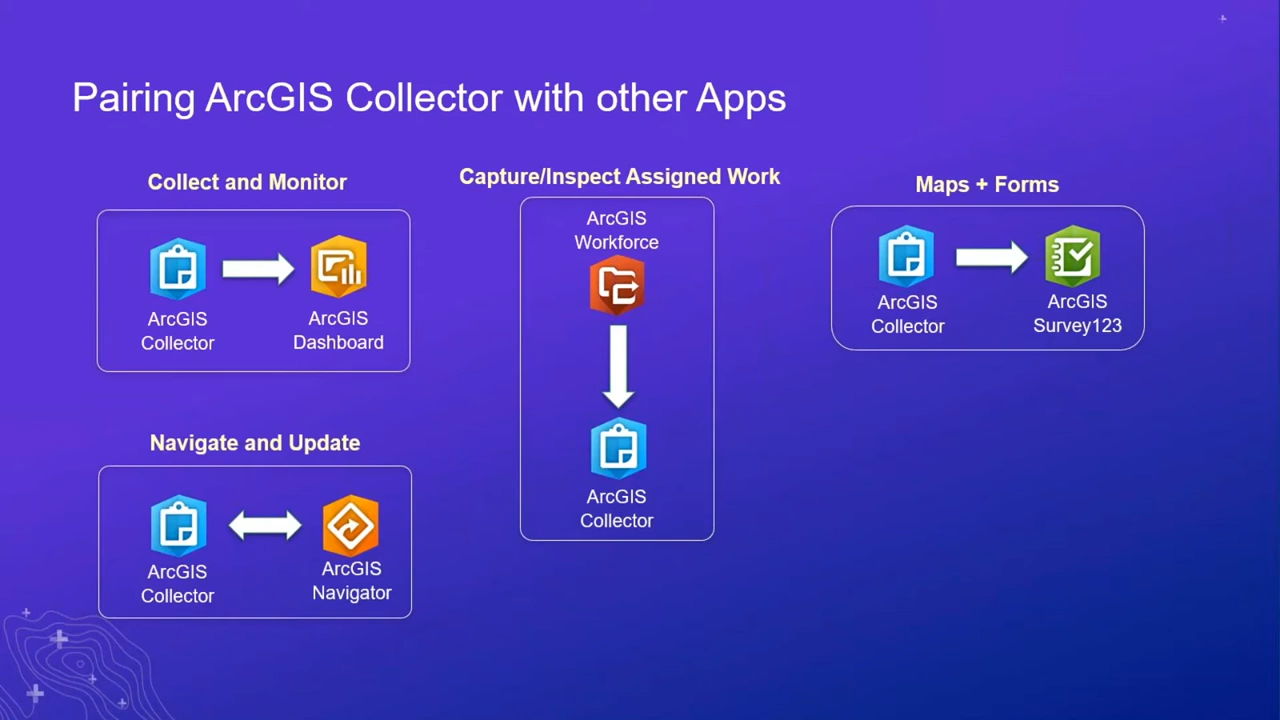 Pairing ArcGIS Collector with other Apps
Collect and Monitor
ArcGIS
Collector
ArcGIS
Dashboard
Navigate and Update
ArcGIS
Collector
ArcGIS
Navigator
Capture/Inspect Assigned Work
ArcGIS
Workforce
ArcGIS
Collector
Maps + Forms
ArcGIS
Collector
ArcGIS
Survey123